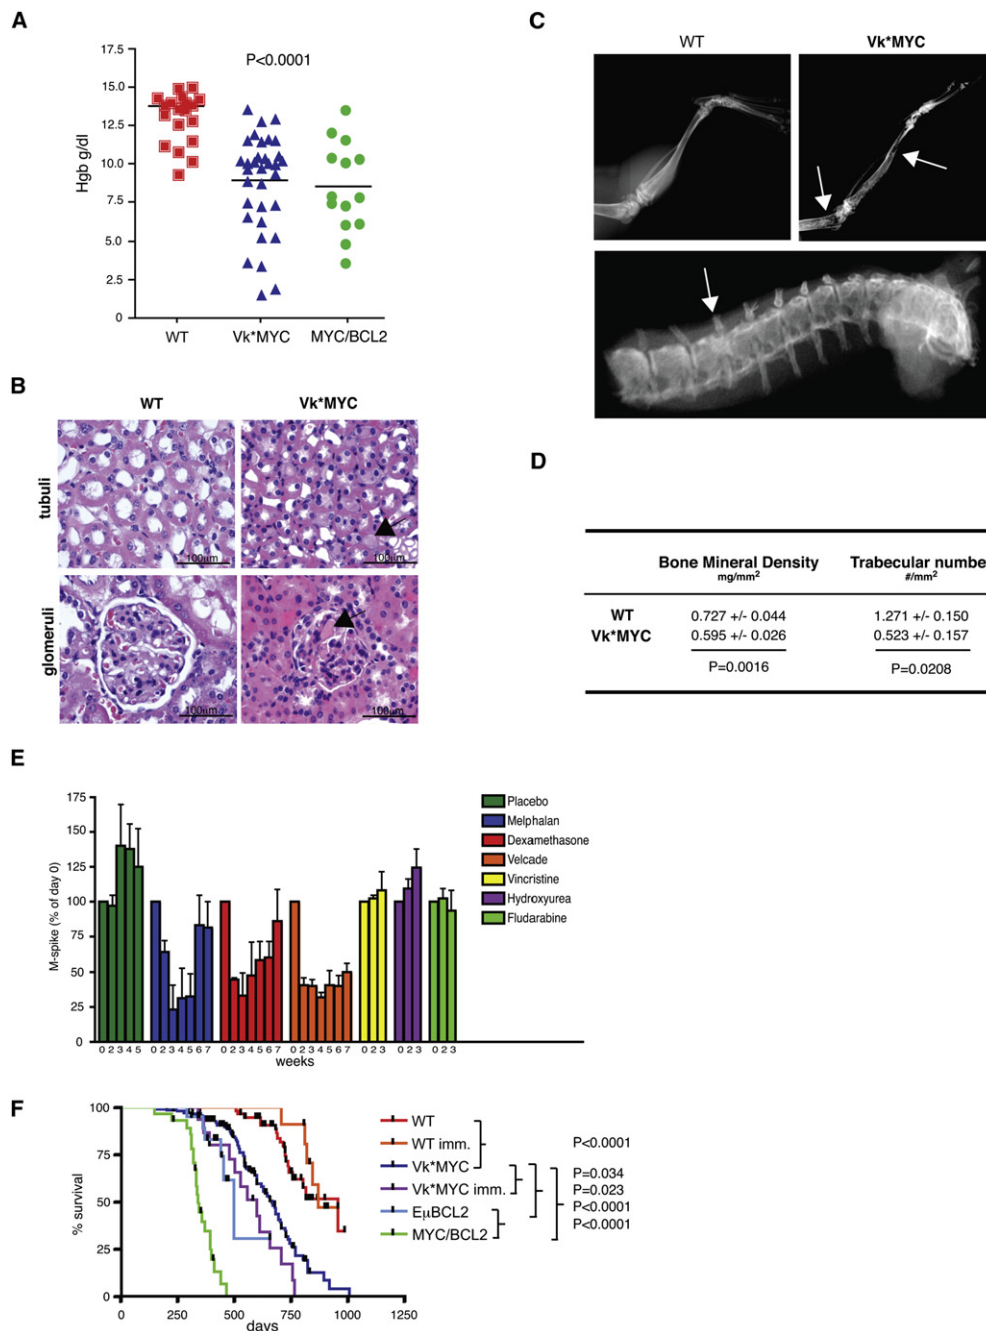 A
17.5
P<0.0001
15.0
12.5
10.0
7.5
5.0
2.5
0
Hgb g/dl
WT
Vk*MYC
MYC/BCL2
B
WT
Vk*MYC
tubuli
100µm
100µm
glomeruli
100µm
100µm
C
WT
Vk*MYC
D
Bone Mineral Density
mg/mm²
Trabecular number
#/mm²
WT
0.727 +/- 0.044
1.271 +/- 0.150
Vk*MYC
0.595 +/- 0.026
0.523 +/- 0.157
P=0.0016
P=0.0208
E
175
150
125
100
75
50
25
0
M-spike (% of day 0)
0 2 3 4 5
0 2 3 4 5 6 7
0 2 3 4 5 6 7
0 2 3 4 5 6 7
0 2 3
0 2 3
0 2 3
weeks
Placebo
Melphalan
Dexamethasone
Velcade
Vincristine
Hydroxyurea
Fludarabine
F
100
75
50
25
0
% survival
0
250
500
750
1000
1250
days
WT
WT imm.
Vk*MYC
Vk*MYC imm.
EµBCL2
MYC/BCL2
P<0.0001
P=0.034
P=0.023
P<0.0001
P<0.0001